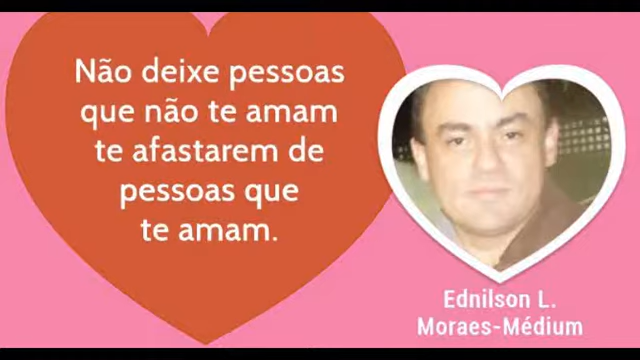 Não deixe pessoas
que não te amam
te afastarem de
pessoas que
te amam.
Ednilson L.
Moraes-Médium